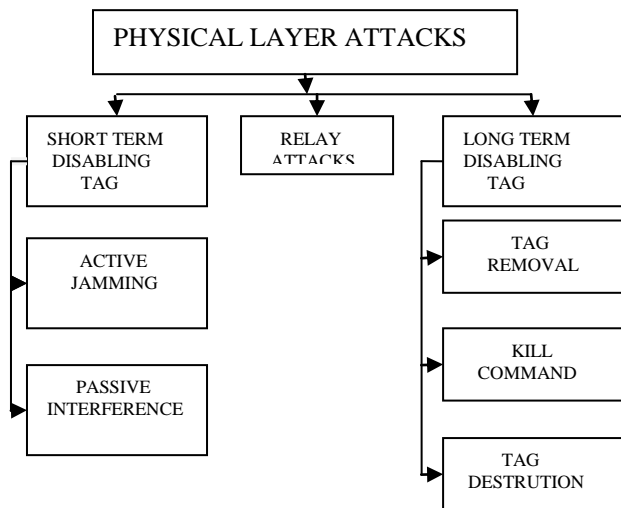 PHYSICAL LAYER ATTACKS
SHORT TERM
DISABLING
TAG
RELAY
ATTACKS
LONG TERM
DISABLING
TAG
ACTIVE
JAMMING
PASSIVE
INTERFERENCE
TAG
REMOVAL
KILL
COMMAND
TAG
DESTRUTION